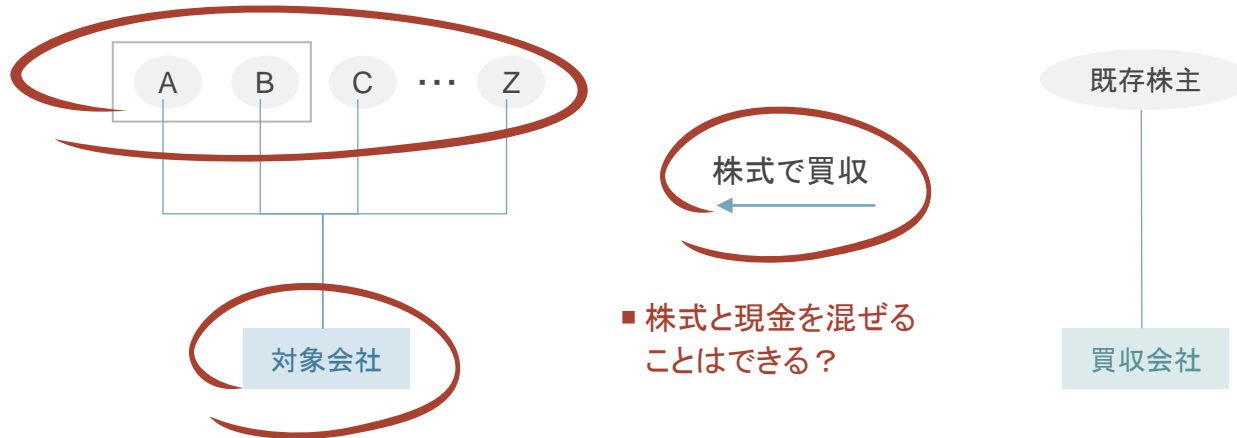 A B C ・・・ Z
既存株主
株式で買収
■ 株式と現金を混ぜる
ことはできる？
対象会社
買収会社